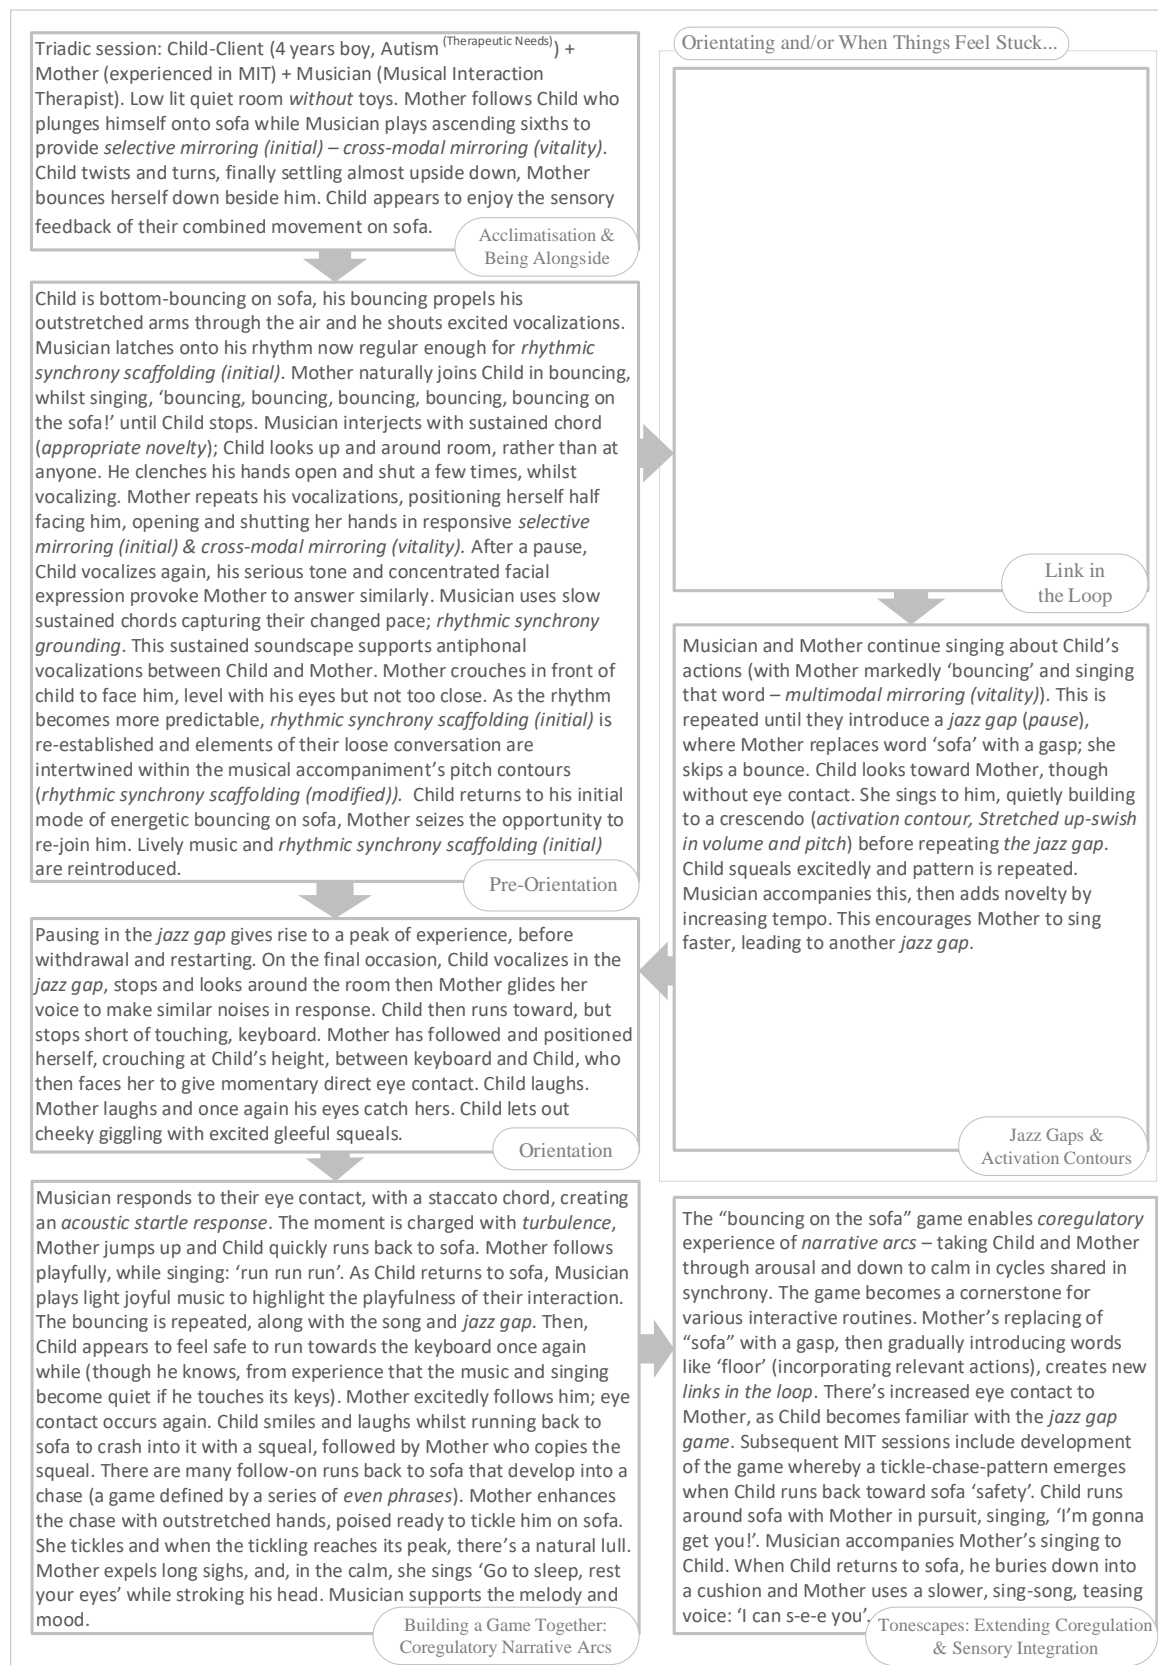 Triadic session: Child-Client (4 years boy, Autism (Therapeutic Needs)) +
Mother (experienced in MIT) + Musician (Musical Interaction
Therapist). Low lit quiet room without toys. Mother follows Child who
plunges himself onto sofa while Musician plays ascending sixths to
provide selective mirroring (initial) – cross-modal mirroring (vitality).
Child twists and turns, finally settling almost upside down, Mother
bounces herself down beside him. Child appears to enjoy the sensory
feedback of their combined movement on sofa.
Acclimatisation &
Being Alongside
Child is bottom-bouncing on sofa, his bouncing propels his
outstretched arms through the air and he shouts excited vocalizations.
Musician latches onto his rhythm now regular enough for rhythmic
synchrony scaffolding (initial). Mother naturally joins Child in bouncing,
whilst singing, ‘bouncing, bouncing, bouncing, bouncing, bouncing on
the sofa!’ until Child stops. Musician interjects with sustained chord
(appropriate novelty); Child looks up and around room, rather than at
anyone. He clenches his hands open and shut a few times, whilst
vocalizing. Mother repeats his vocalizations, positioning herself half
facing him, opening and shutting her hands in responsive selective
mirroring (initial) & cross-modal mirroring (vitality). After a pause,
Child vocalizes again, his serious tone and concentrated facial
expression provoke Mother to answer similarly. Musician uses slow
sustained chords capturing their changed pace; rhythmic synchrony
grounding. This sustained soundscape supports antiphonal
vocalizations between Child and Mother. Mother crouches in front of
child to face him, level with his eyes but not too close. As the rhythm
becomes more predictable, rhythmic synchrony scaffolding (initial) is
re-established and elements of their loose conversation are
intertwined within the musical accompaniment’s pitch contours
(rhythmic synchrony scaffolding (modified)). Child returns to his initial
mode of energetic bouncing on sofa, Mother seizes the opportunity to
re-join him. Lively music and rhythmic synchrony scaffolding (initial)
are reintroduced.
Pre-Orientation
Orientating and/or When Things Feel Stuck...
Link in
the Loop
Musician and Mother continue singing about Child’s
actions (with Mother markedly ‘bouncing’ and singing
that word – multimodal mirroring (vitality)). This is
repeated until they introduce a jazz gap (pause),
where Mother replaces word ‘sofa’ with a gasp; she
skips a bounce. Child looks toward Mother, though
without eye contact. She sings to him, quietly building
to a crescendo (activation contour, Stretched up-swish
in volume and pitch) before repeating the jazz gap.
Child squeals excitedly and pattern is repeated.
Musician accompanies this, then adds novelty by
increasing tempo. This encourages Mother to sing
faster, leading to another jazz gap.
Jazz Gaps &
Activation Contours
Pausing in the jazz gap gives rise to a peak of experience, before
withdrawal and restarting. On the final occasion, Child vocalizes in the
jazz gap, stops and looks around the room then Mother glides her
voice to make similar noises in response. Child then runs toward, but
stops short of touching, keyboard. Mother has followed and positioned
herself, crouching at Child’s height, between keyboard and Child, who
then faces her to give momentary direct eye contact. Child laughs.
Mother laughs and once again his eyes catch hers. Child lets out
cheeky giggling with excited gleeful squeals.
Orientation
Musician responds to their eye contact, with a staccato chord, creating
an acoustic startle response. The moment is charged with turbulence,
Mother jumps up and Child quickly runs back to sofa. Mother follows
playfully, while singing: ‘run run run’. As Child returns to sofa, Musician
plays light joyful music to highlight the playfulness of their interaction.
The bouncing is repeated, along with the song and jazz gap. Then,
Child appears to feel safe to run towards the keyboard once again
while (though he knows, from experience that the music and singing
become quiet if he touches its keys). Mother excitedly follows him; eye
contact occurs again. Child smiles and laughs whilst running back to
sofa to crash into it with a squeal, followed by Mother who copies the
squeal. There are many follow-on runs back to sofa that develop into a
chase (a game defined by a series of even phrases). Mother enhances
the chase with outstretched hands, poised ready to tickle him on sofa.
She tickles and when the tickling reaches its peak, there’s a natural lull.
Mother expels long sighs, and, in the calm, she sings ‘Go to sleep, rest
your eyes’ while stroking his head. Musician supports the melody and
mood.
Building a Game Together:
Coregulatory Narrative Arcs
The “bouncing on the sofa” game enables coregulatory
experience of narrative arcs – taking Child and Mother
through arousal and down to calm in cycles shared in
synchrony. The game becomes a cornerstone for
various interactive routines. Mother’s replacing of
“sofa” with a gasp, then gradually introducing words
like ‘floor’ (incorporating relevant actions), creates new
links in the loop. There’s increased eye contact to
Mother, as Child becomes familiar with the jazz gap
game. Subsequent MIT sessions include development
of the game whereby a tickle-chase-pattern emerges
when Child runs back toward sofa ‘safety’. Child runs
around sofa with Mother in pursuit, singing, ‘I’m gonna
get you!’. Musician accompanies Mother’s singing to
Child. When Child returns to sofa, he buries down into
a cushion and Mother uses a slower, sing-song, teasing
voice: ‘I can s-e-e you’.
Tonescapes: Extending Coregulation
& Sensory Integration